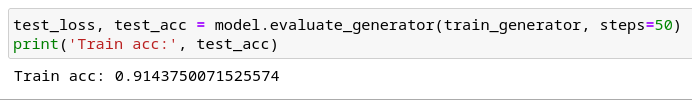 test_loss, test_acc = model.evaluate_generator(train_generator, steps=50)
print('Train acc:', test_acc)
Train acc: 0.9143750071525574